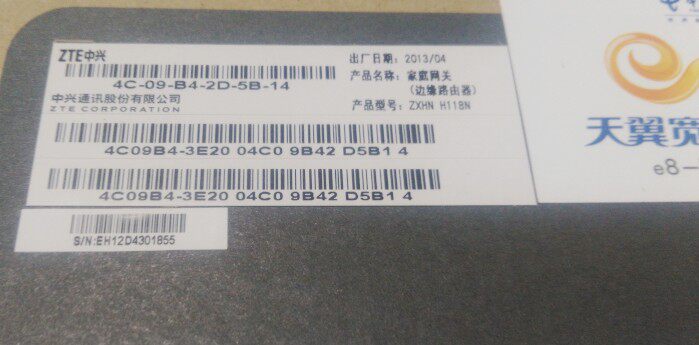 ZTE中兴
4C-09-B4-2D-5B-14
中兴通讯股份有限公司
ZTE CORPORATION
出厂日期: 2013/04
产品名称: 家庭网关
(边缘路由器)
产品型号: ZXHN H118N
4C09B4-3E20 04C0 9B42 D5B1 4
4C09B4-3E20 04C0 9B42 D5B1 4
S/N:EH12D4301855
天翼宽
e8-